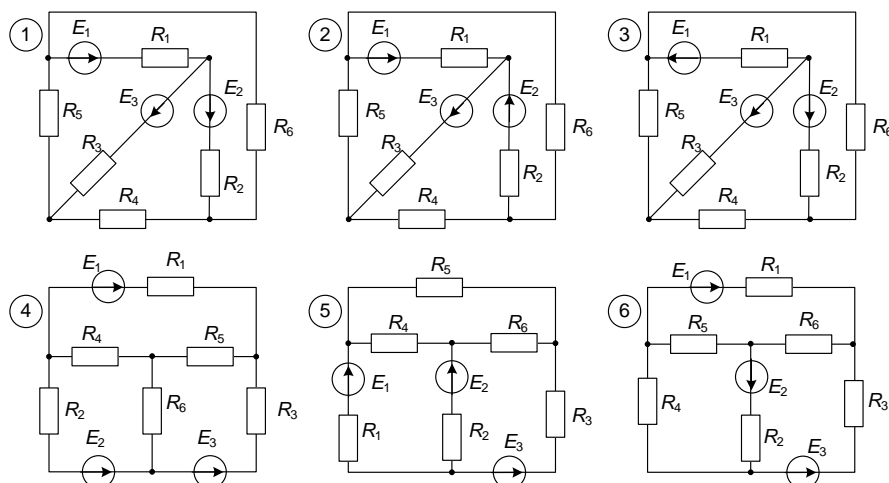 1 E1 R1 E2 E3 R5 R3 R6 R2 R4
2 E1 R1 E2 E3 R5 R3 R6 R2 R4
3 E1 R1 E2 E3 R5 R3 R6 R2 R4
4 E1 R1 R4 R5 R2 R6 R3 E2 E3
5 R5 R4 R6 E1 E2 R3 R1 R2 E3
6 E1 R1 R5 R6 E2 R4 R3 R2 E3